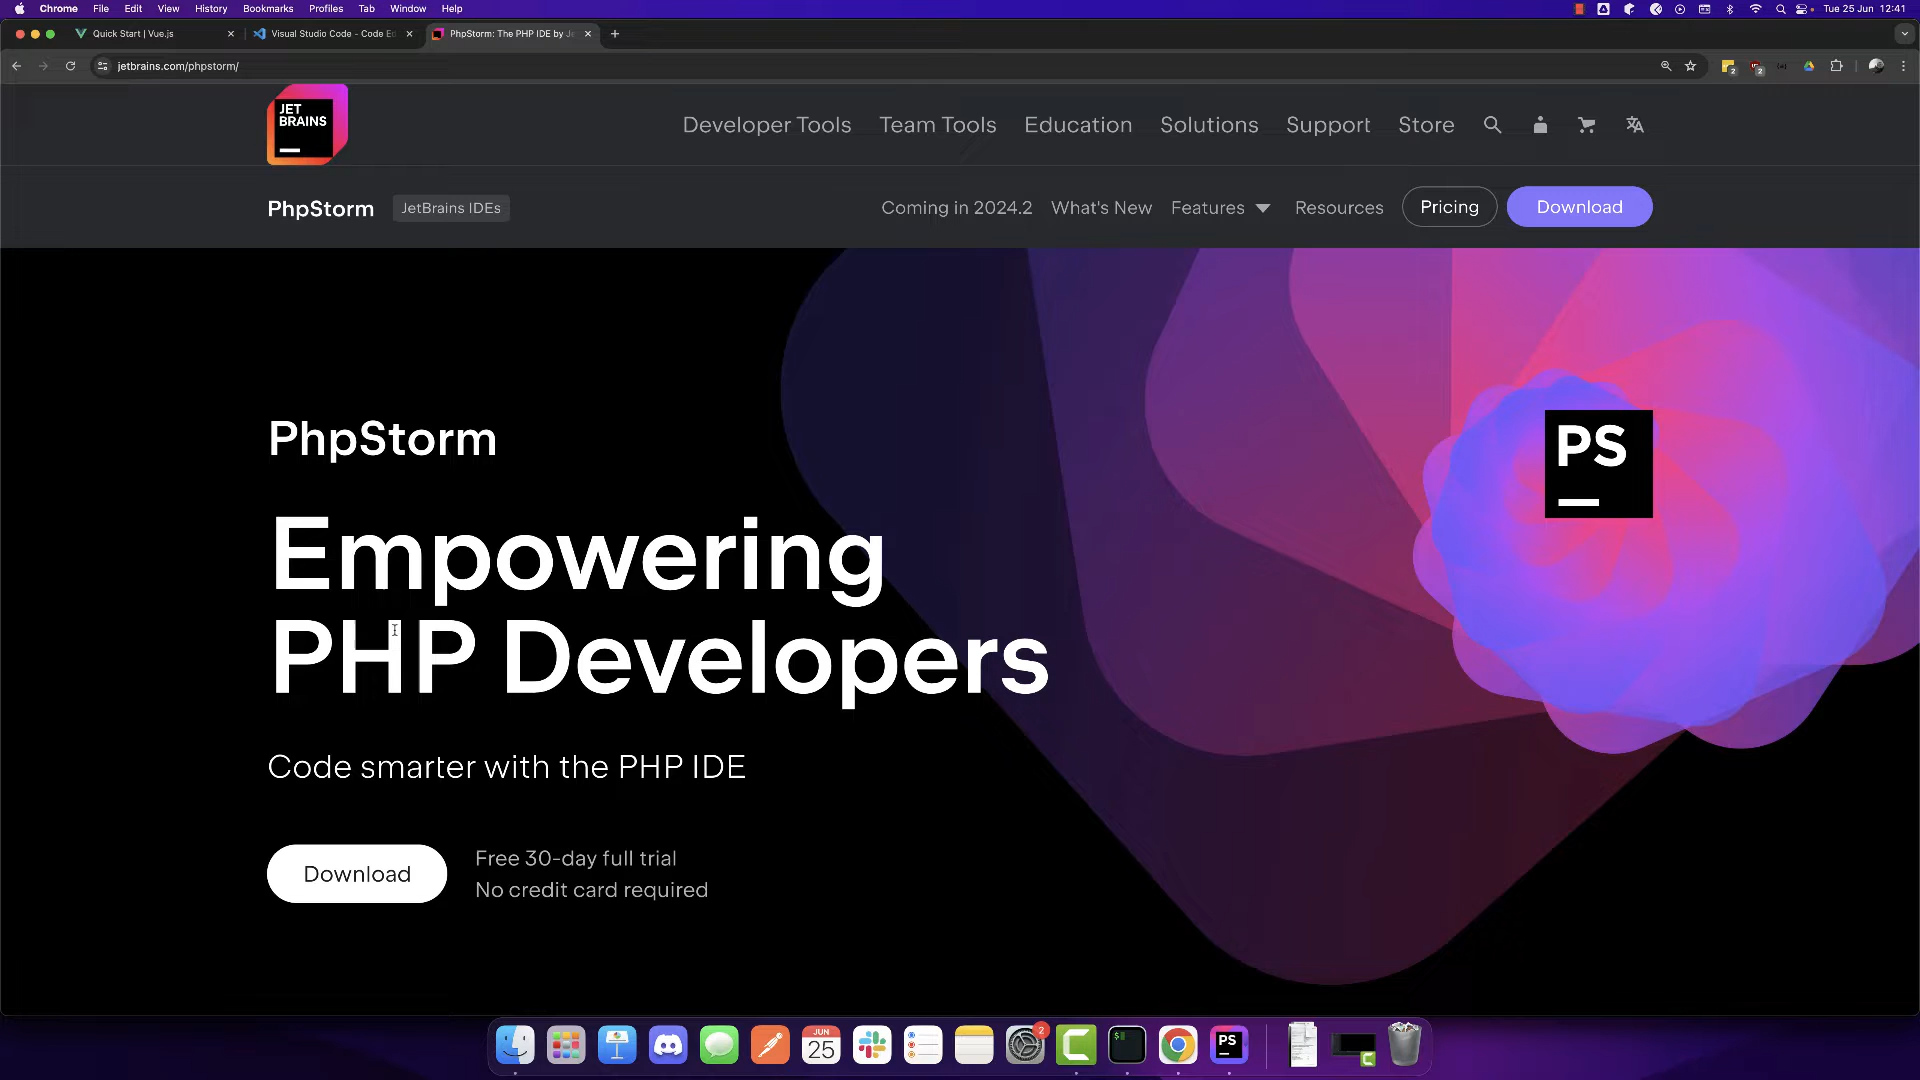 Chrome File Edit View History Bookmarks Profiles Tab Window Help Tue 25 Jun 12:41
Quick Start | Vue.js Visual Studio Code - Code Ed PhpStorm: The PHP IDE by Je
jetbrains.com/phpstorm/
2 2
JET
BRAINS
Developer Tools Team Tools Education Solutions Support Store
PhpStorm JetBrains IDEs Coming in 2024.2 What's New Features Resources Pricing Download
PS
PhpStorm
Empowering
PHP Developers
Code smarter with the PHP IDE
Download
Free 30-day full trial
No credit card required
JUN
25
2
$
PS